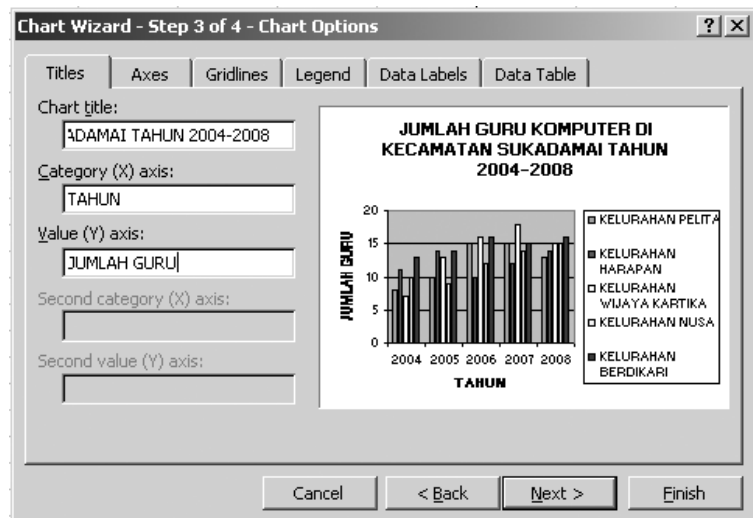 Chart Wizard - Step 3 of 4 - Chart Options
? X
Titles Axes Gridlines Legend Data Labels Data Table
Chart title:
ADAMAI TAHUN 2004-2008
Category (X) axis:
TAHUN
Value (Y) axis:
JUMLAH GURU
Second category (X) axis:
Second value (Y) axis:
JUMLAH GURU KOMPUTER DI
KECAMATAN SUKADAMAI TAHUN
2004-2008
20
15
10
5
0
JUMLAH GURU
2004 2005 2006 2007 2008
TAHUN
KELURAHAN PELITA
KELURAHAN
HARAPAN
KELURAHAN
WIJAYA KARTIKA
KELURAHAN NUSA
KELURAHAN
BERDIKARI
Cancel < Back Next > Finish